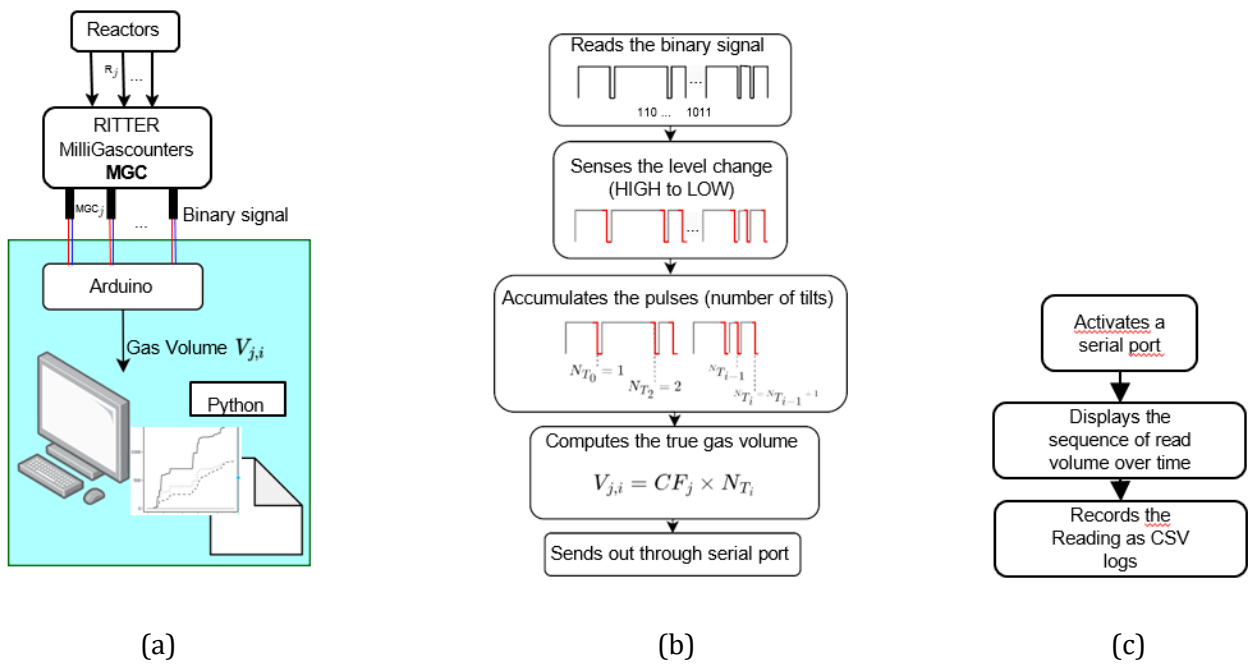 Reactors
R_j ...
RITTER
MilliGascounters
MGC
MGC_j
...
Binary signal
Arduino
Gas Volume V_{j,i}
Python
1000
500
0
(a)
Reads the binary signal
...
110 ... 1011
Senses the level change
(HIGH to LOW)
...
Accumulates the pulses (number of tilts)
N_{T_0} = 1
N_{T_2} = 2
N_{T_{i-1}}
N_{T_i} = N_{T_{i-1}} + 1
Computes the true gas volume
V_{j,i} = CF_j × N_{T_i}
Sends out through serial port
(b)
Activates a
serial port
Displays the
sequence of read
volume over time
Records the
Reading as CSV
logs
(c)